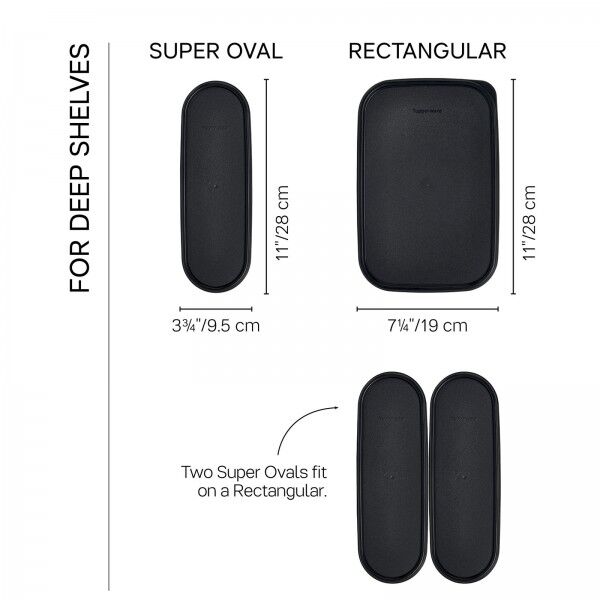 FOR DEEP SHELVES
SUPER OVAL
RECTANGULAR
Tupperware
11"/28 cm
11"/28 cm
3¾"/9.5 cm
7¼"/19 cm
Two Super Ovals fit
on a Rectangular.